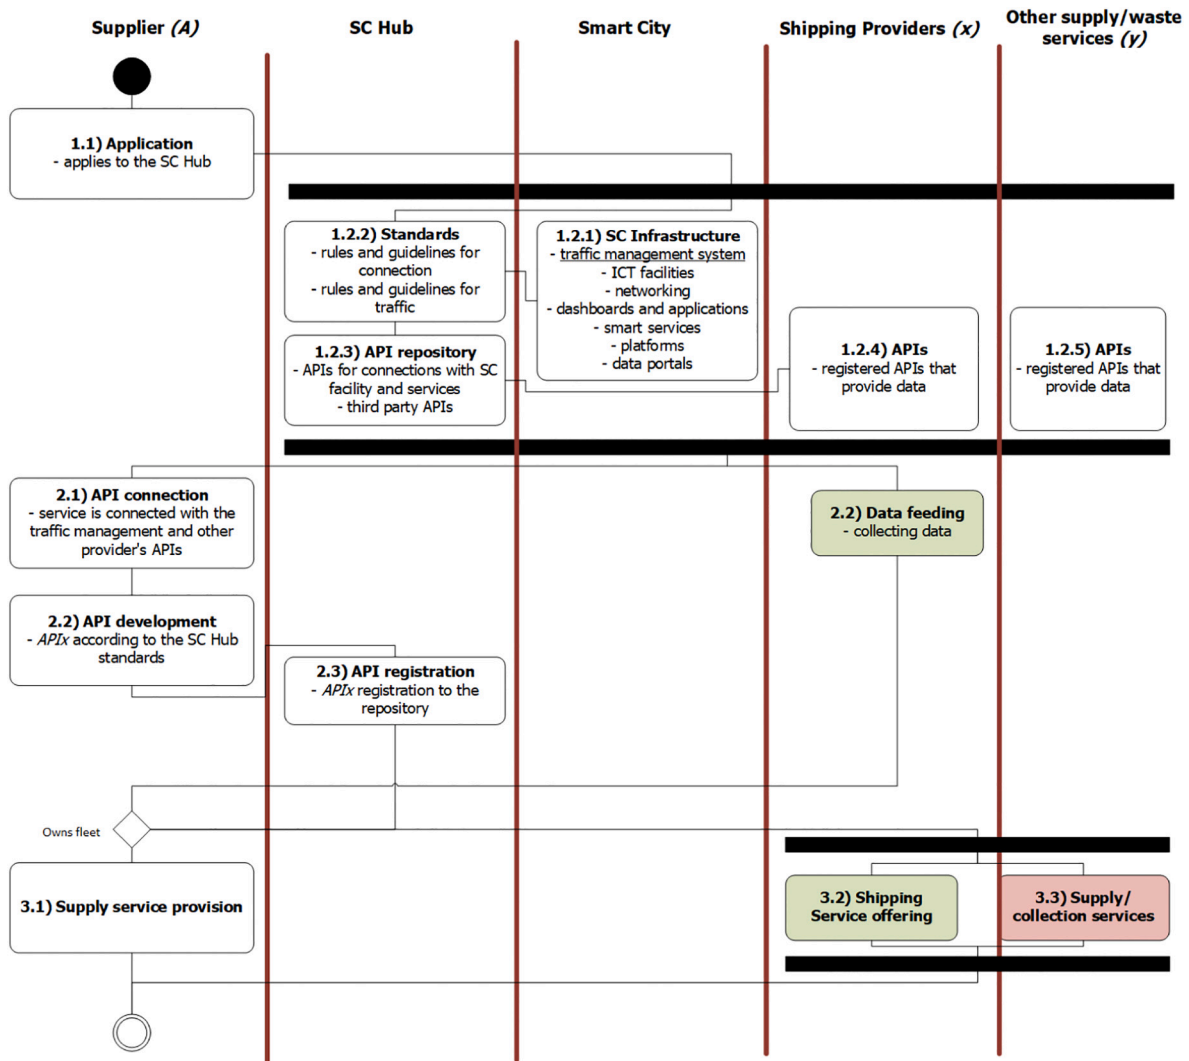 Supplier (A)
SC Hub
Smart City
Shipping Providers (x)
Other supply/waste
services (y)
1.1) Application
- applies to the SC Hub
1.2.2) Standards
- rules and guidelines for
connection
- rules and guidelines for
traffic
1.2.1) SC Infrastructure
- traffic management system
- ICT facilities
- networking
- dashboards and applications
- smart services
- platforms
- data portals
1.2.3) API repository
- APIs for connections with SC
facility and services
- third party APIs
1.2.4) APIs
- registered APIs that
provide data
1.2.5) APIs
- registered APIs that
provide data
2.1) API connection
- service is connected with the
traffic management and other
provider's APIs
2.2) Data feeding
- collecting data
2.2) API development
- APIx according to the SC Hub
standards
2.3) API registration
- APIx registration to the
repository
Owns fleet
3.1) Supply service provision
3.2) Shipping
Service offering
3.3) Supply/
collection services